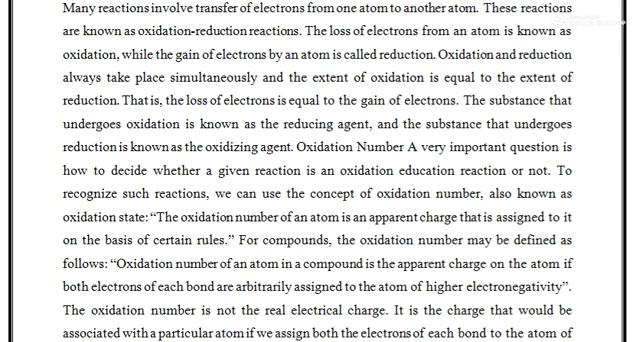 Many reactions involve transfer of electrons from one atom to another atom. These reactions
are known as oxidation-reduction reactions. The loss of electrons from an atom is known as
oxidation, while the gain of electrons by an atom is called reduction. Oxidation and reduction
always take place simultaneously and the extent of oxidation is equal to the extent of
reduction. That is, the loss of electrons is equal to the gain of electrons. The substance that
undergoes oxidation is known as the reducing agent, and the substance that undergoes
reduction is known as the oxidizing agent. Oxidation Number A very important question is
how to decide whether a given reaction is an oxidation education reaction or not. To
recognize such reactions, we can use the concept of oxidation number, also known as
oxidation state: “The oxidation number of an atom is an apparent charge that is assigned to it
on the basis of certain rules.” For compounds, the oxidation number may be defined as
follows: “Oxidation number of an atom in a compound is the apparent charge on the atom if
both electrons of each bond are arbitrarily assigned to the atom of higher electronegativity”.
The oxidation number is not the real electrical charge. It is the charge that would be
associated with a particular atom if we assign both the electrons of each bond to the atom of